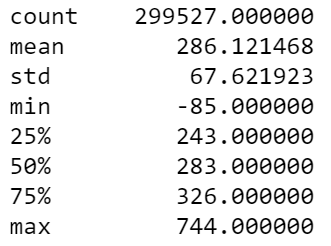 count 299527.000000
mean 286.121468
std 67.621923
min -85.000000
25% 243.000000
50% 283.000000
75% 326.000000
max 744.000000